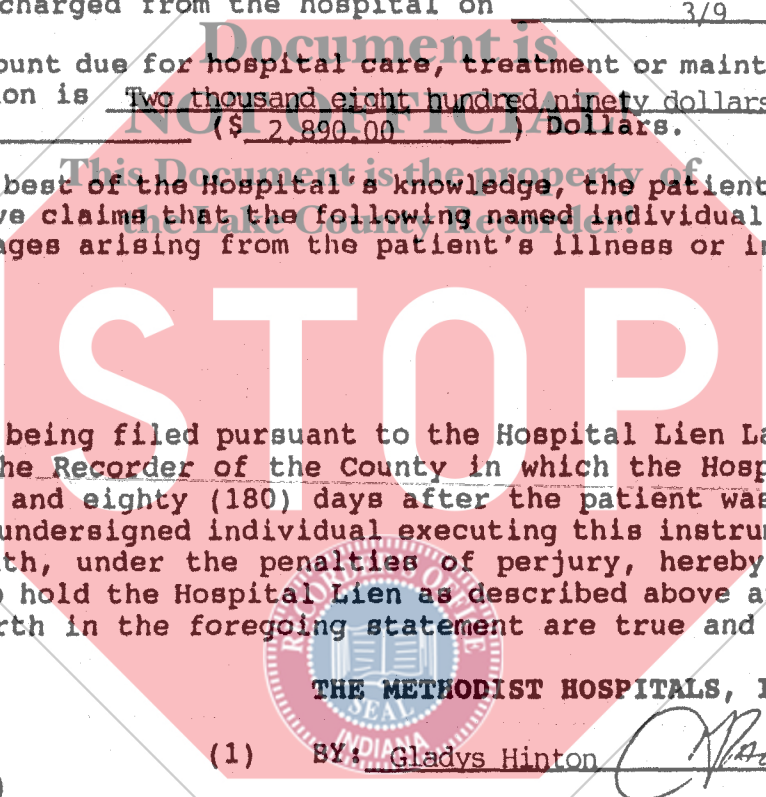 charged from the hospital on 3/9
Document is
ount due for hospital care, treatment or maint
ion is Two thousand eight hundred ninety dollars
NOT OFFICIAL
($ 2,890.00 ) Dollars.
This Document is the property of
best of the Hospital's knowledge, the patient
ve claims that the following named individual
the Lake County Recorder!
ages arising from the patient's illness or in
STOP
being filed pursuant to the Hospital Lien La
he Recorder of the County in which the Hosp
and eighty (180) days after the patient was
undersigned individual executing this instru
th, under the penalties of perjury, hereby
o hold the Hospital Lien as described above a
rth in the foregoing statement are true and
RECORDER'S OFFICE
SEAL
INDIANA
THE METHODIST HOSPITALS, I
(1) BY: Gladys Hinton
)